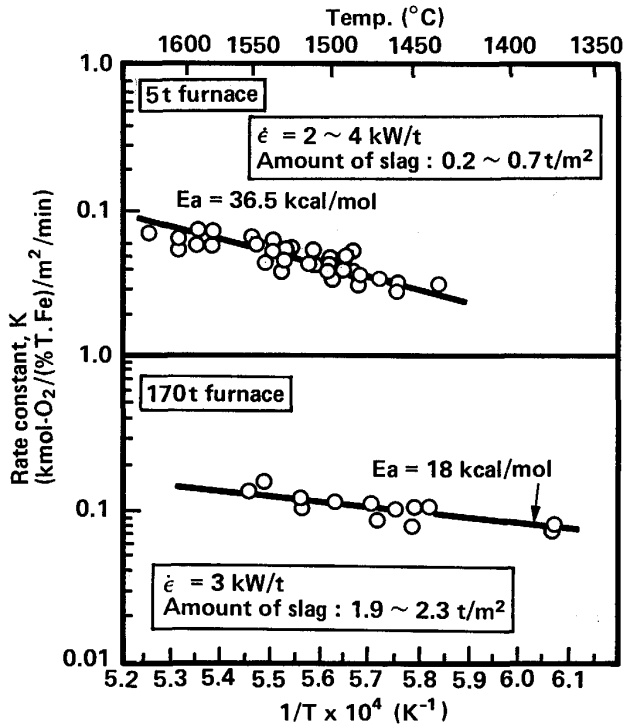 Temp. (°C)
1600 1550 1500 1450 1400 1350
1.0
5t furnace
ε̇ = 2 ~ 4 kW/t
Amount of slag : 0.2 ~ 0.7 t/m²
Ea = 36.5 kcal/mol
0.1
1.0
170t furnace
Ea = 18 kcal/mol
0.1
ε̇ = 3 kW/t
Amount of slag : 1.9 ~ 2.3 t/m²
0.01
5.2 5.3 5.4 5.5 5.6 5.7 5.8 5.9 6.0 6.1
1/T x 10⁴ (K⁻¹)
Rate constant, K
(kmol-O₂/(%T. Fe)/m²/min)